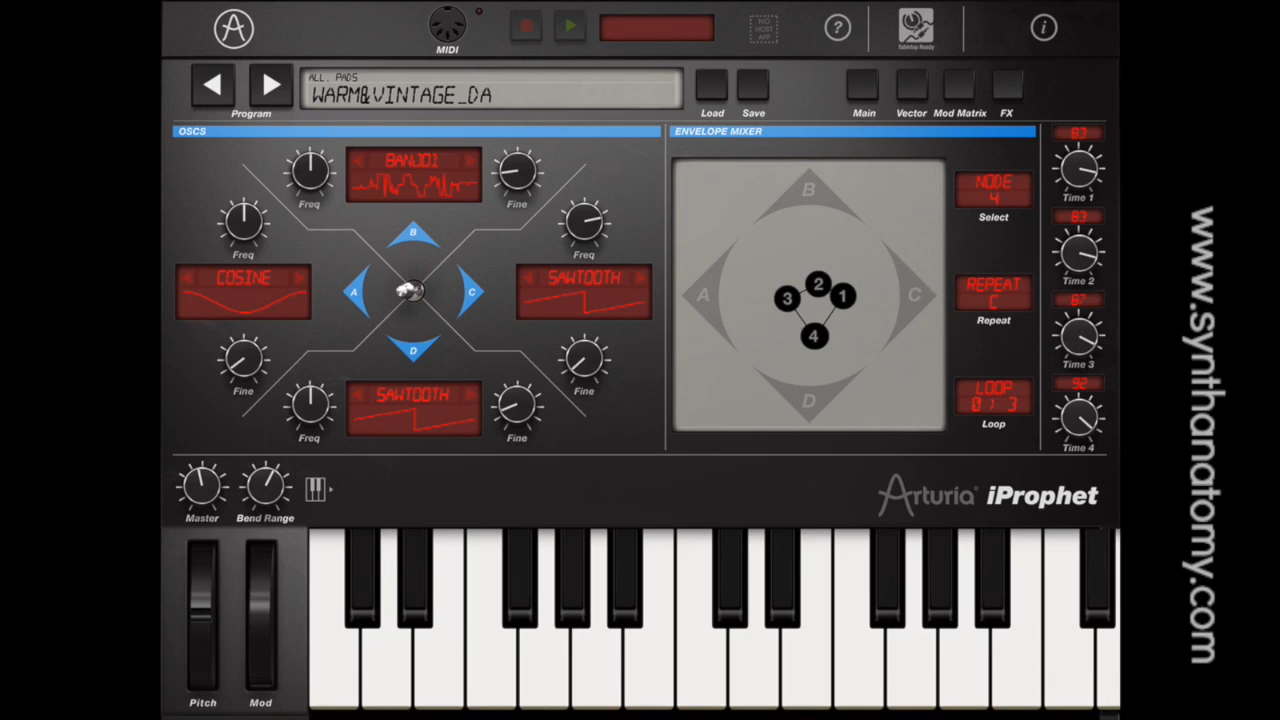 MIDI
NO
HOST
APP
?
Tabletop Ready
i
ALL. PADS
WARM&VINTAGE_DA
Program
Load
Save
Main
Vector
Mod Matrix
FX
OSCS
ENVELOPE MIXER
Freq
BANJO1
Fine
Freq
Freq
COSINE
SAWTOOTH
B
A
C
D
Fine
Fine
Freq
SAWTOOTH
Fine
B
A
C
D
1
2
3
4
NODE
4
Select
REPEAT
C
Repeat
LOOP
0 ; 3
Loop
83
Time 1
83
Time 2
87
Time 3
92
Time 4
Master
Bend Range
Arturia iProphet
Pitch
Mod
www.synthanatomy.com